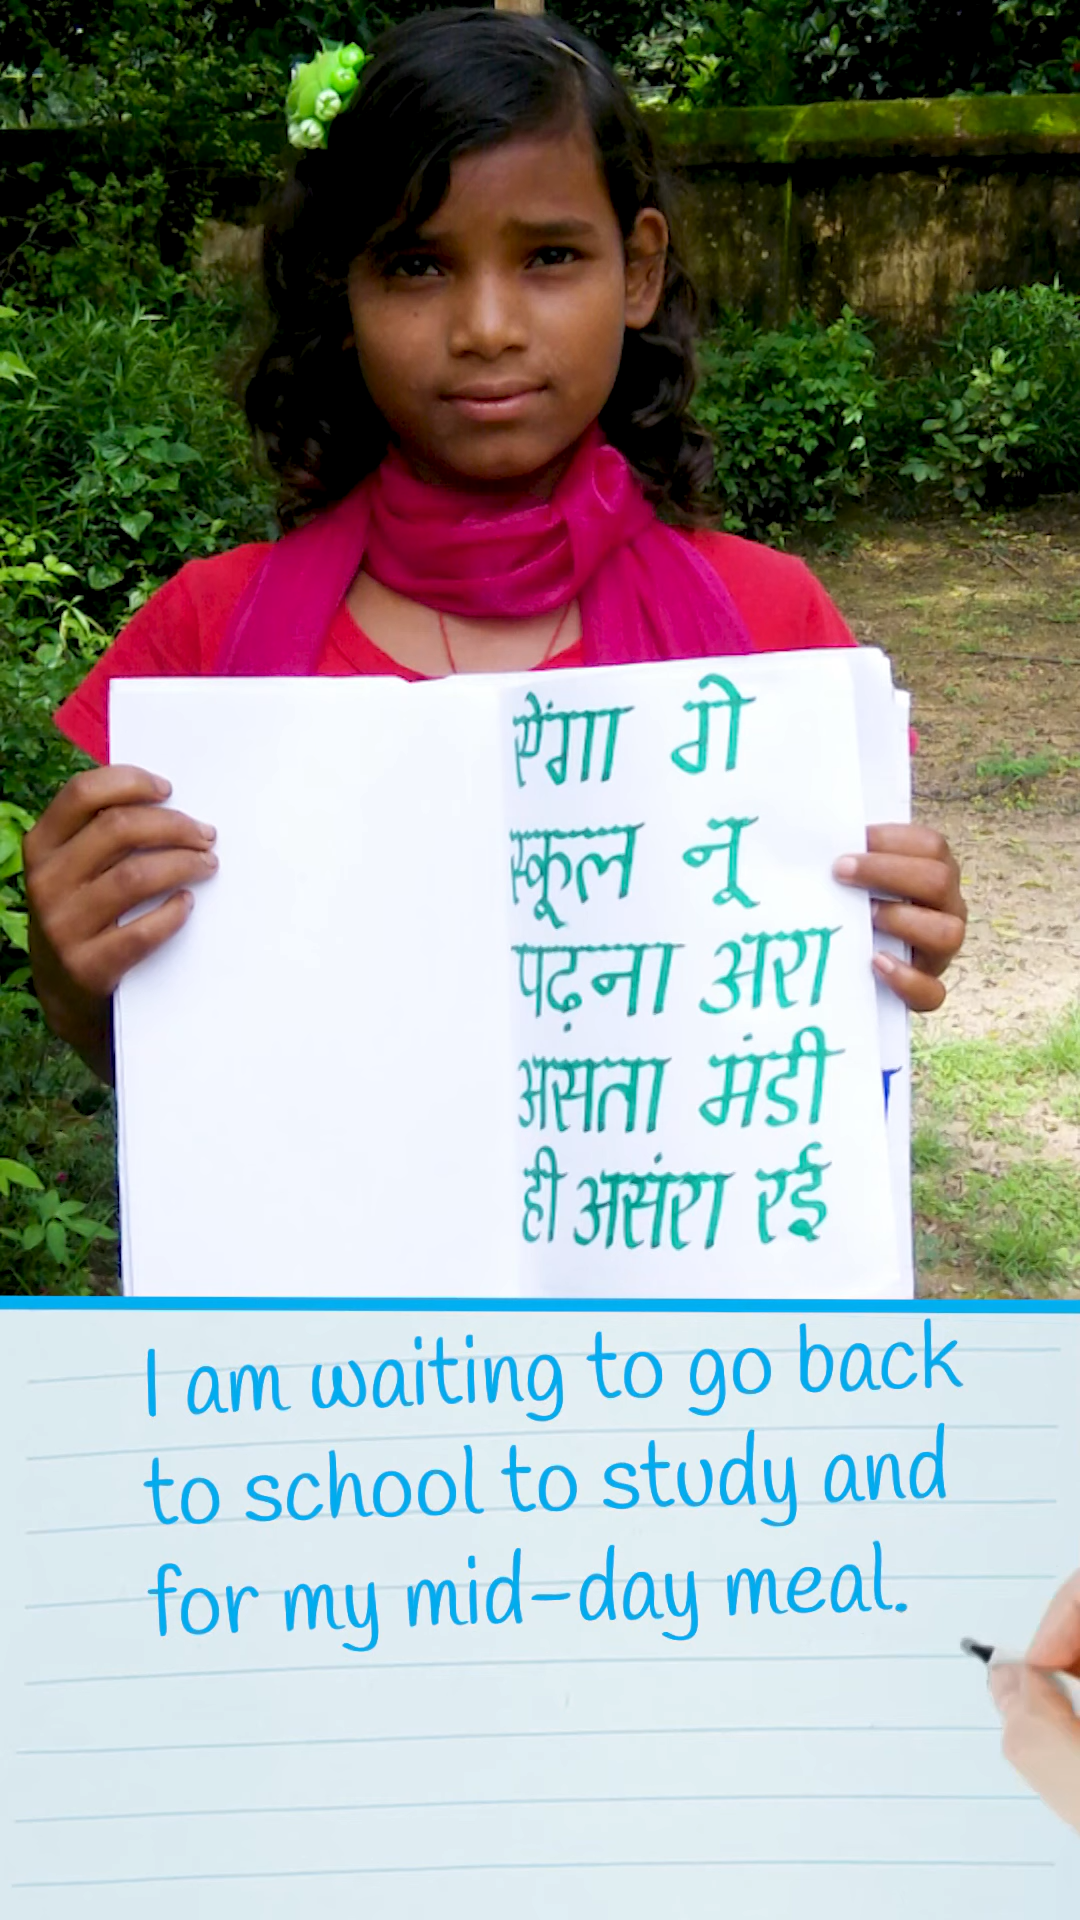 ऐंगा गे
स्कूल नू
पढ़ना अरा
असता मंडी
ही असंरा रई
I am waiting to go back
to school to study and
for my mid-day meal.